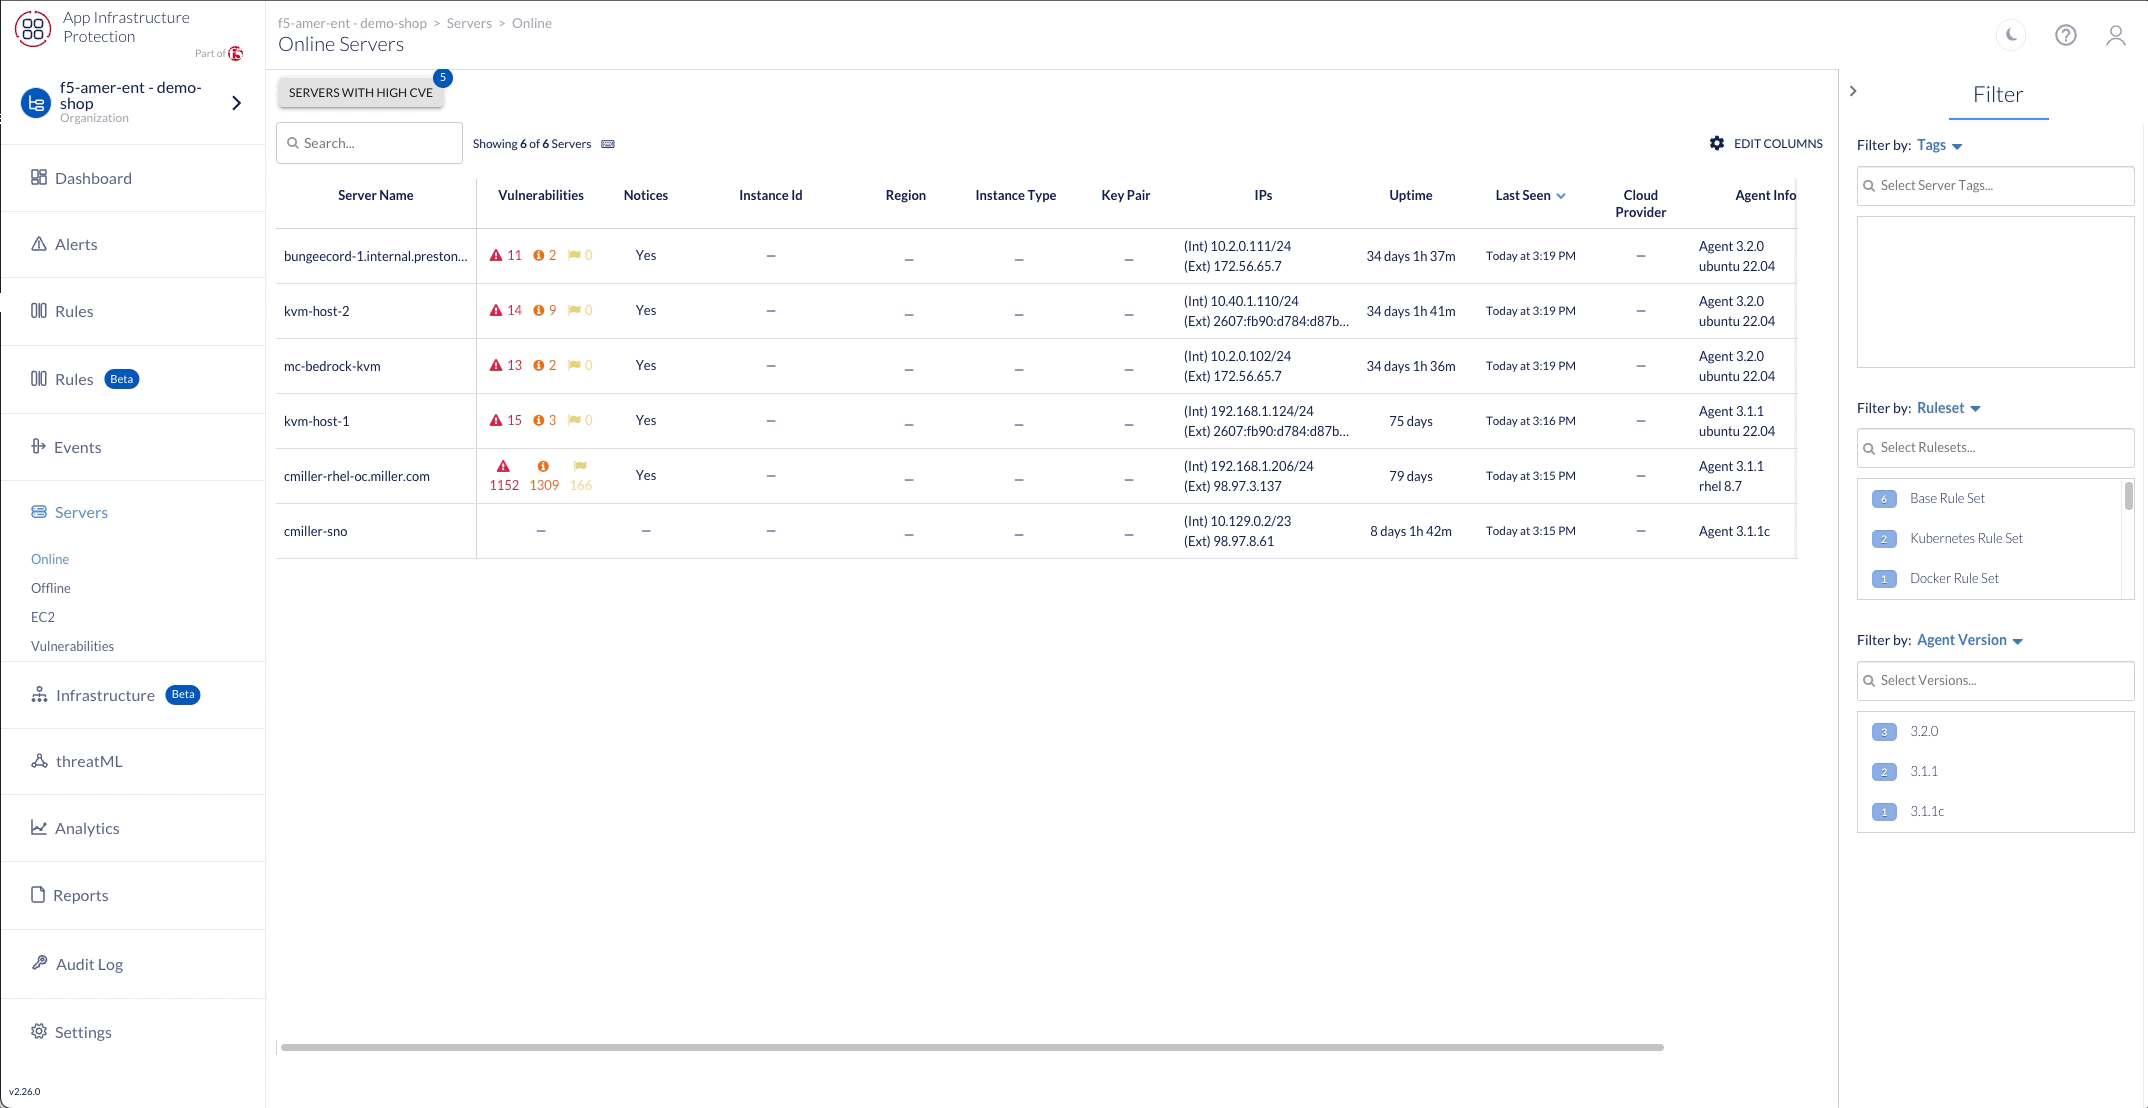 App Infrastructure
Protection
Part of f5
f5-amer-ent - demo-
shop
Organization
Dashboard
Alerts
Rules
Rules Beta
Events
Servers
Online
Offline
EC2
Vulnerabilities
Infrastructure Beta
threatML
Analytics
Reports
Audit Log
Settings
v2.26.0
f5-amer-ent - demo-shop > Servers > Online
Online Servers
SERVERS WITH HIGH CVE 5
Search...
Showing 6 of 6 Servers
EDIT COLUMNS
Server Name Vulnerabilities Notices Instance Id Region Instance Type Key Pair IPs Uptime Last Seen Cloud Provider Agent Info
bungeecord-1.internal.preston... 11 2 0 Yes – – – – (Int) 10.2.0.111/24 34 days 1h 37m Today at 3:19 PM – Agent 3.2.0
(Ext) 172.56.65.7 ubuntu 22.04
kvm-host-2 14 9 0 Yes – – – – (Int) 10.40.1.110/24 34 days 1h 41m Today at 3:19 PM – Agent 3.2.0
(Ext) 2607:fb90:d784:d87b... ubuntu 22.04
mc-bedrock-kvm 13 2 0 Yes – – – – (Int) 10.2.0.102/24 34 days 1h 36m Today at 3:19 PM – Agent 3.2.0
(Ext) 172.56.65.7 ubuntu 22.04
kvm-host-1 15 3 0 Yes – – – – (Int) 192.168.1.124/24 75 days Today at 3:16 PM – Agent 3.1.1
(Ext) 2607:fb90:d784:d87b... ubuntu 22.04
cmiller-rhel-oc.miller.com 1152 1309 166 Yes – – – – (Int) 192.168.1.206/24 79 days Today at 3:15 PM – Agent 3.1.1
(Ext) 98.97.3.137 rhel 8.7
cmiller-sno – – – – – – (Int) 10.129.0.2/23 8 days 1h 42m Today at 3:15 PM – Agent 3.1.1c
(Ext) 98.97.8.61
Filter
Filter by: Tags
Select Server Tags...
Filter by: Ruleset
Select Rulesets...
6 Base Rule Set
2 Kubernetes Rule Set
1 Docker Rule Set
Filter by: Agent Version
Select Versions...
3 3.2.0
2 3.1.1
1 3.1.1c